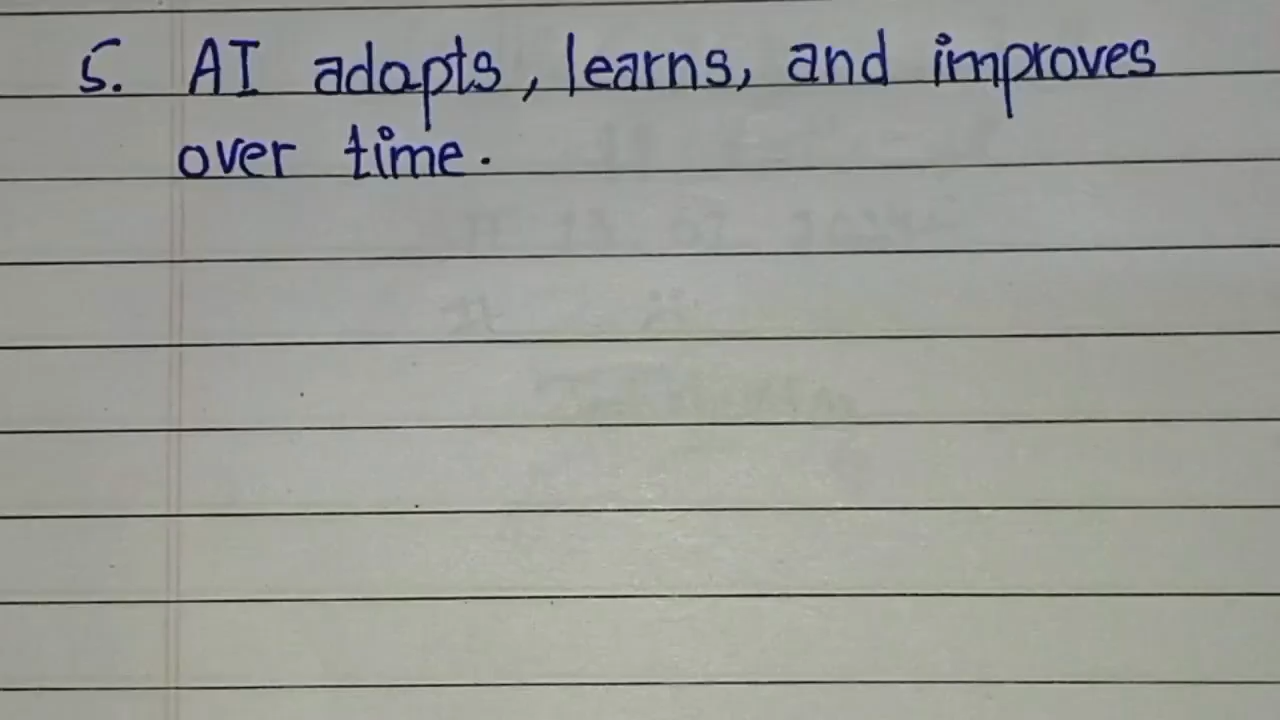 5. AI adapts, learns, and improves
over time.